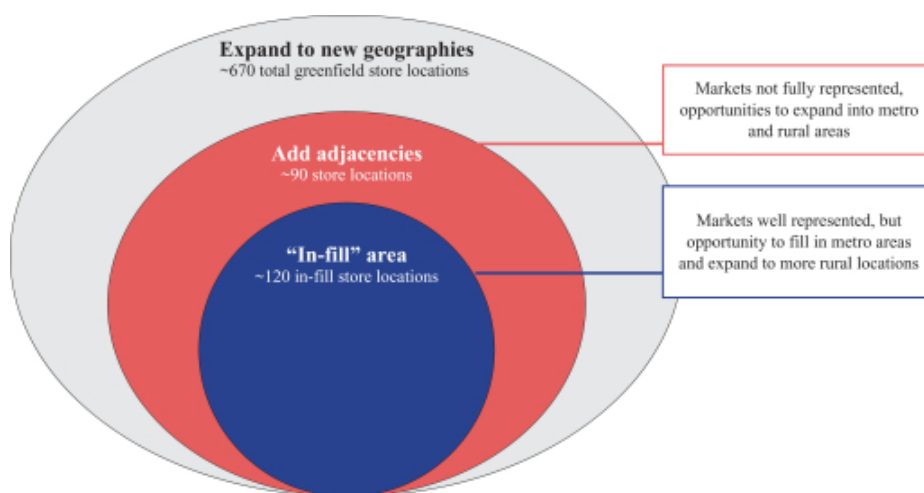 Expand to new geographies
~670 total greenfield store locations
Markets not fully represented,
opportunities to expand into metro
and rural areas
Add adjacencies
~90 store locations
Markets well represented, but
opportunity to fill in metro areas
and expand to more rural locations
“In-fill” area
~120 in-fill store locations